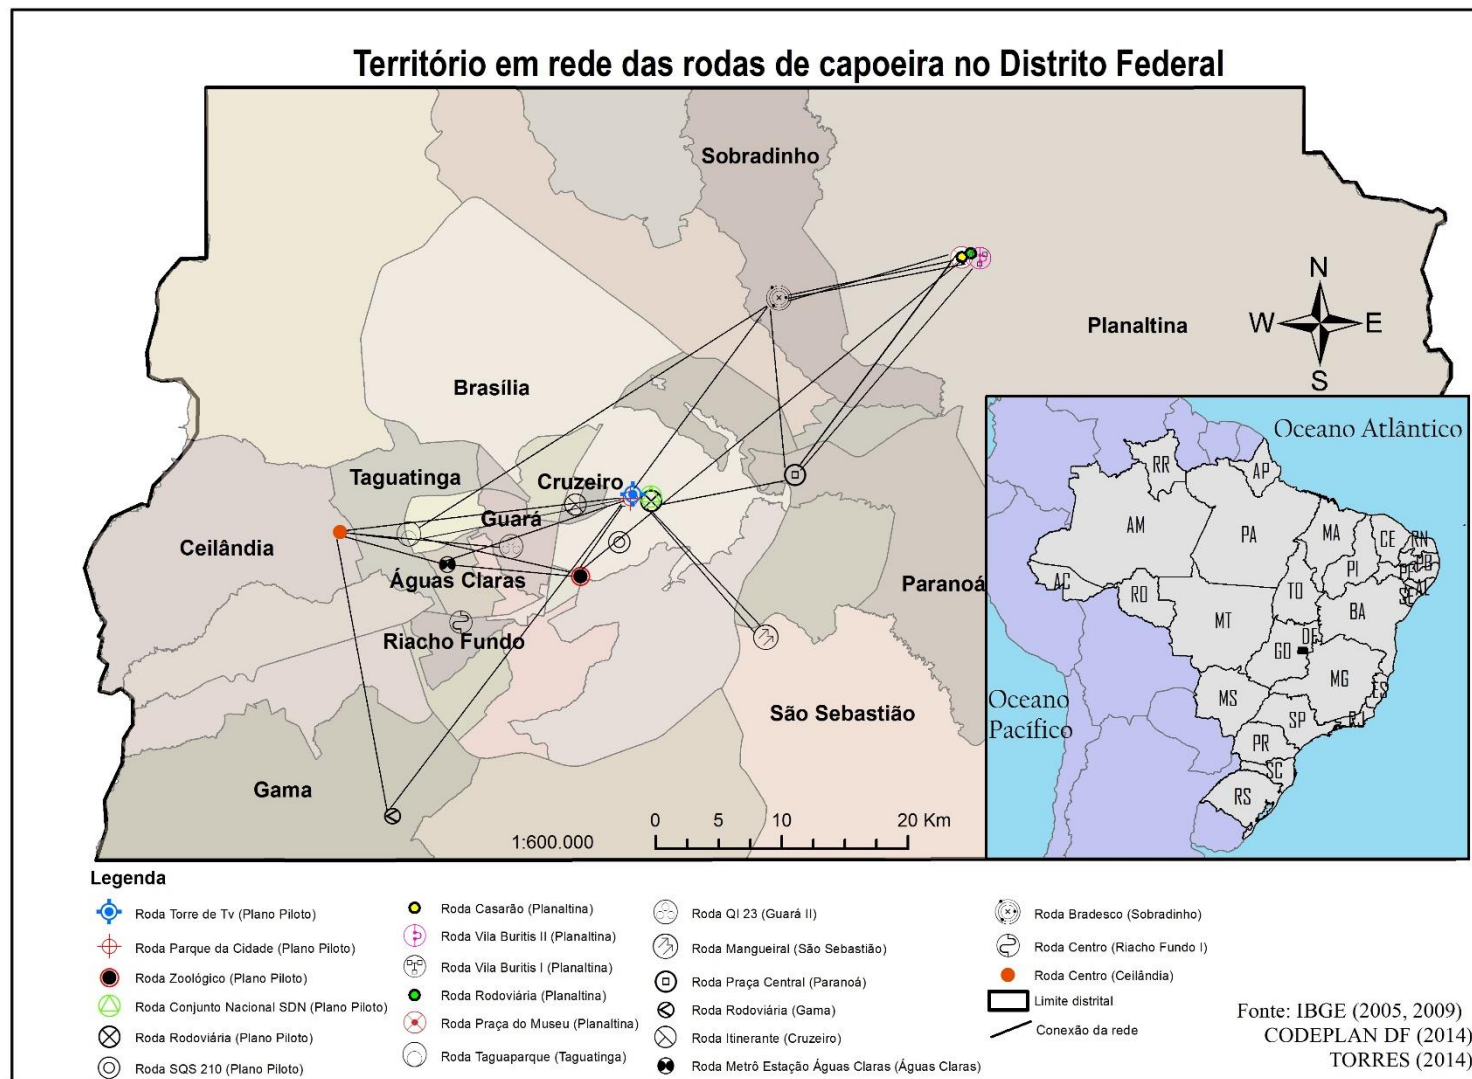 Território em rede das rodas de capoeira no Distrito Federal
Sobradinho
Planaltina
N
W
E
S
Brasília
Taguatinga
Cruzeiro
Guará
Ceilândia
Águas Claras
Paranoá
Riacho Fundo
São Sebastião
Gama
1:600.000
0 5 10 20 Km
Oceano Atlântico
Oceano
Pacífico
RR
AP
AM
PA
MA
CE
RN
PB
PI
AL
SE
AC
RO
TO
BA
MT
DF
GO
MG
ES
MS
SP
RJ
PR
SC
RS
Legenda
Roda Torre de Tv (Plano Piloto)
Roda Parque da Cidade (Plano Piloto)
Roda Zoológico (Plano Piloto)
Roda Conjunto Nacional SDN (Plano Piloto)
Roda Rodoviária (Plano Piloto)
Roda SQS 210 (Plano Piloto)
Roda Casarão (Planaltina)
Roda Vila Buritis II (Planaltina)
Roda Vila Buritis I (Planaltina)
Roda Rodoviária (Planaltina)
Roda Praça do Museu (Planaltina)
Roda Taguaparque (Taguatinga)
Roda QI 23 (Guará II)
Roda Mangueiral (São Sebastião)
Roda Praça Central (Paranoá)
Roda Rodoviária (Gama)
Roda Itinerante (Cruzeiro)
Roda Metrô Estação Águas Claras (Águas Claras)
Roda Bradesco (Sobradinho)
Roda Centro (Riacho Fundo I)
Roda Centro (Ceilândia)
Limite distrital
Conexão da rede
Fonte: IBGE (2005, 2009)
CODEPLAN DF (2014)
TORRES (2014)